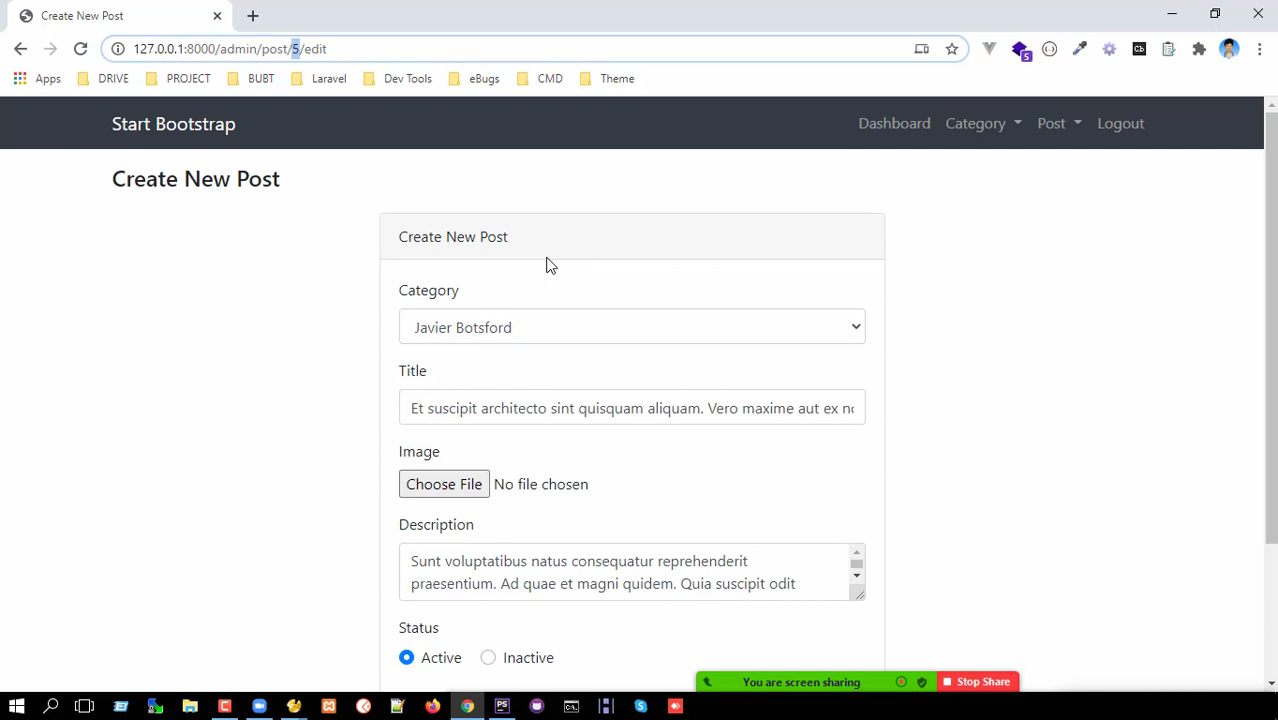 Create New Post
127.0.0.1:8000/admin/post/5/edit
5
Cb
Apps DRIVE PROJECT BUBT Laravel Dev Tools eBugs CMD Theme
Start Bootstrap Dashboard Category Post Logout
Create New Post
Create New Post
Category
Javier Botsford
Title
Et suscipit architecto sint quisquam aliquam. Vero maxime aut ex no
Image
Choose File No file chosen
Description
Sunt voluptatibus natus consequatur reprehenderit
praesentium. Ad quae et magni quidem. Quia suscipit odit
Status
Active Inactive
You are screen sharing Stop Share
PS